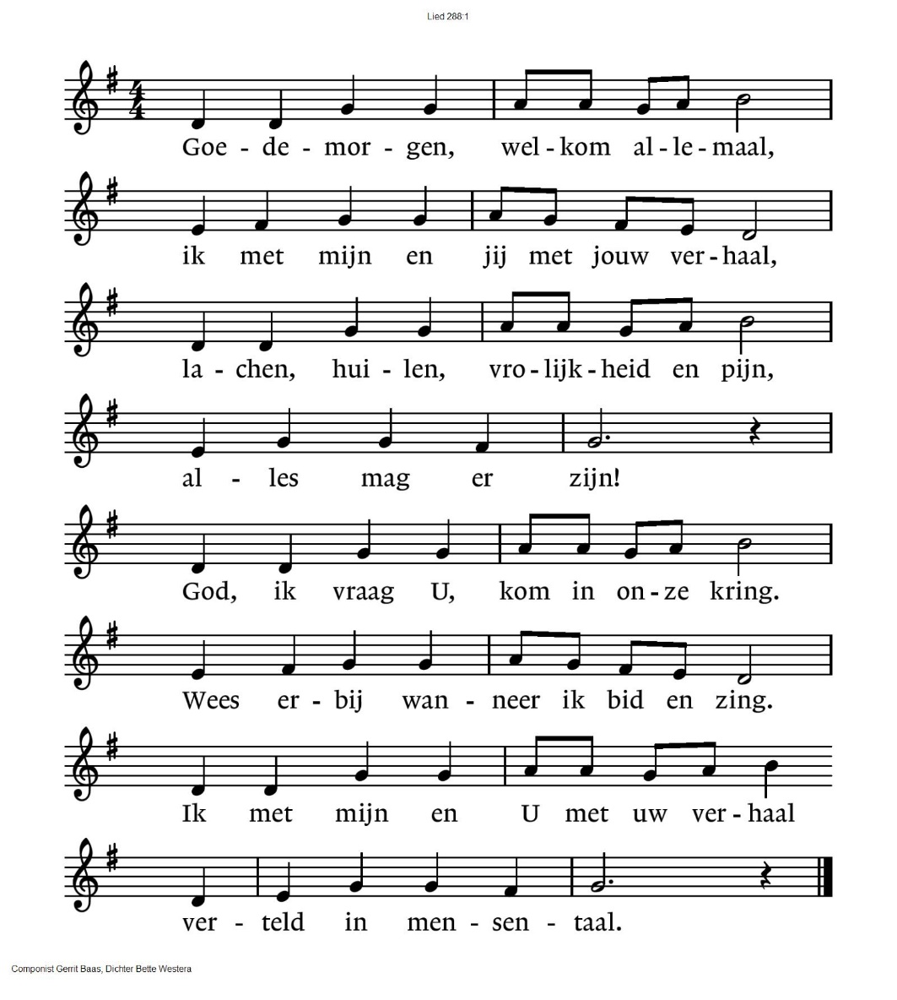 Lied 288:1
Goe - de - mor - gen, wel - kom al - le - maal,
ik met mijn en jij met jouw ver - haal,
la - chen, hui - len, vro - lijk - heid en pijn,
al - les mag er zijn!
God, ik vraag U, kom in on - ze kring.
Wees er - bij wan - neer ik bid en zing.
Ik met mijn en U met uw ver - haal
ver - teld in men - sen - taal.
Componist Gerrit Baas, Dichter Bette Westera